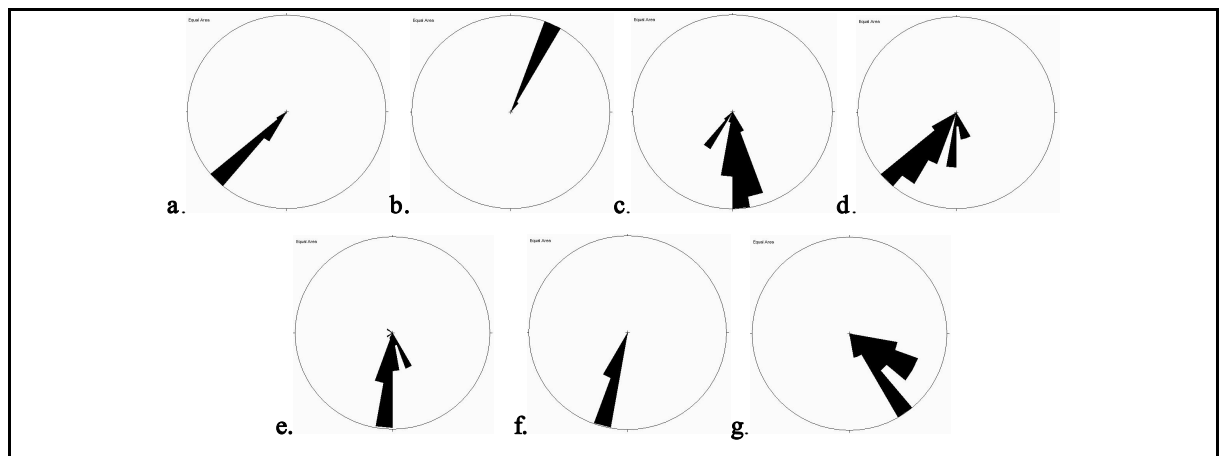 Equal Area
Equal Area
Equal Area
Equal Area
a.
b.
c.
d.
Equal Area
Equal Area
Equal Area
e.
f.
g.